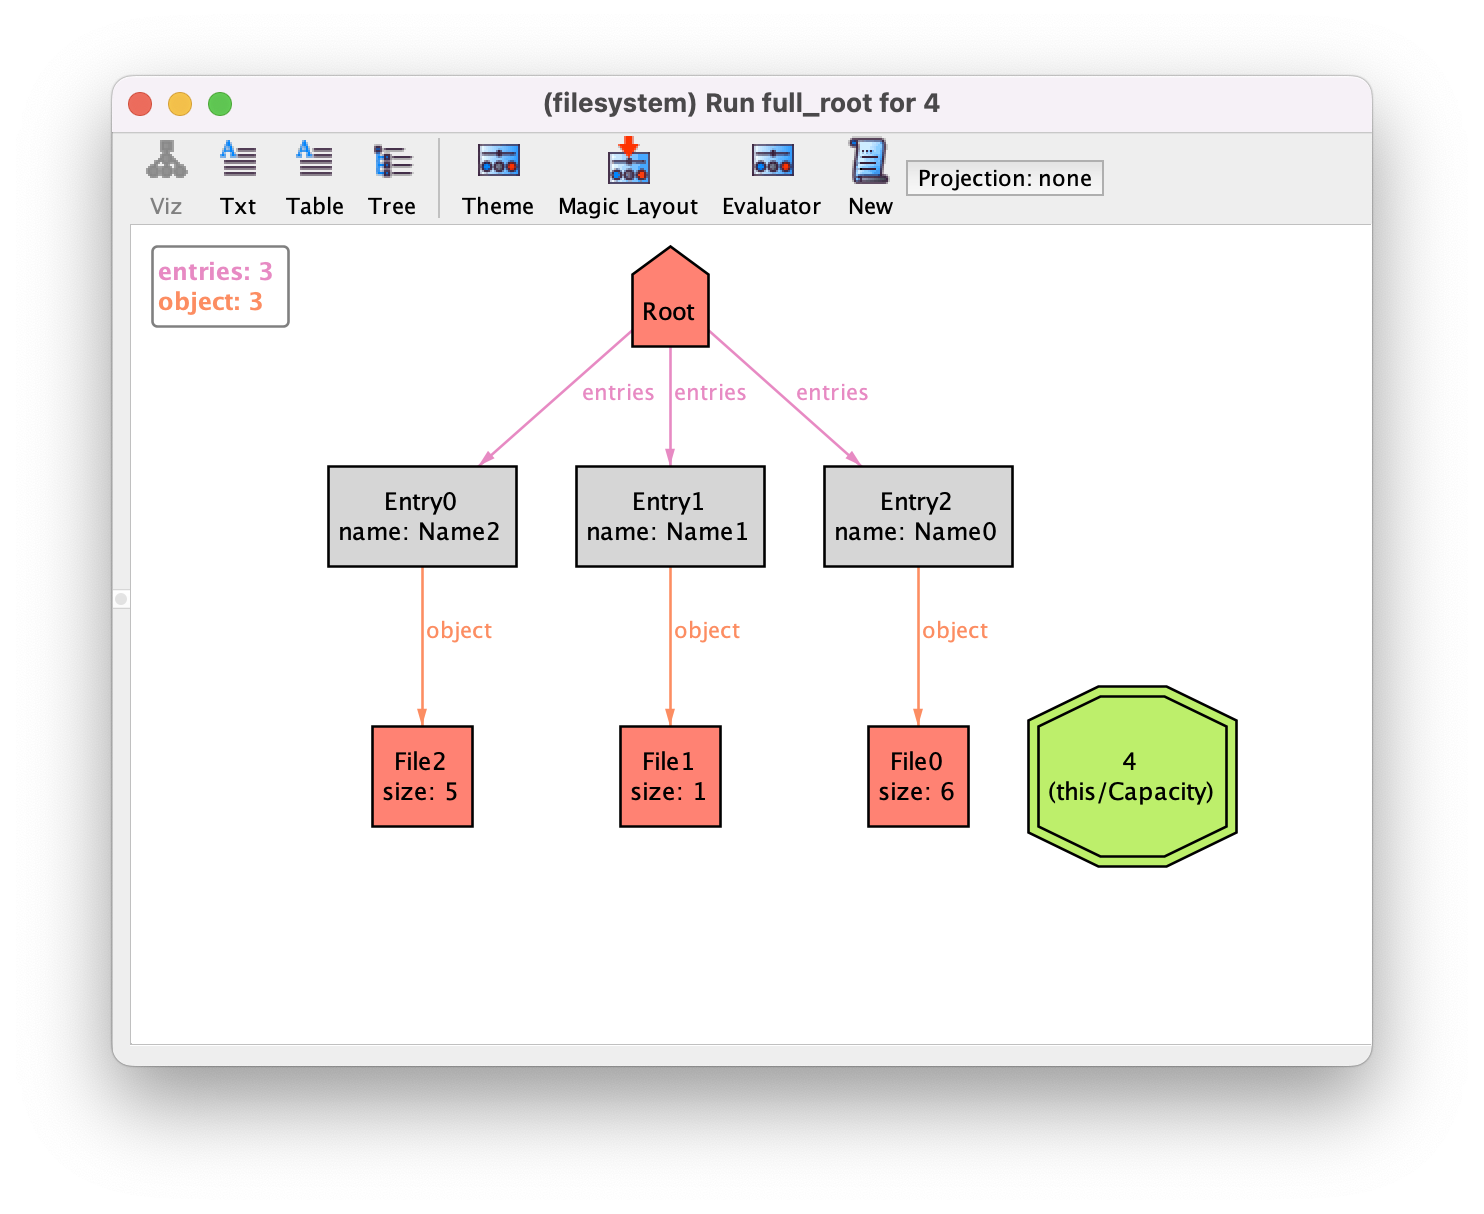 (filesystem) Run full_root for 4
Viz
Txt
Table
Tree
Theme
Magic Layout
Evaluator
New
Projection: none
entries: 3
object: 3
Root
entries
entries
entries
Entry0
name: Name2
Entry1
name: Name1
Entry2
name: Name0
object
object
object
File2
size: 5
File1
size: 1
File0
size: 6
4
(this/Capacity)